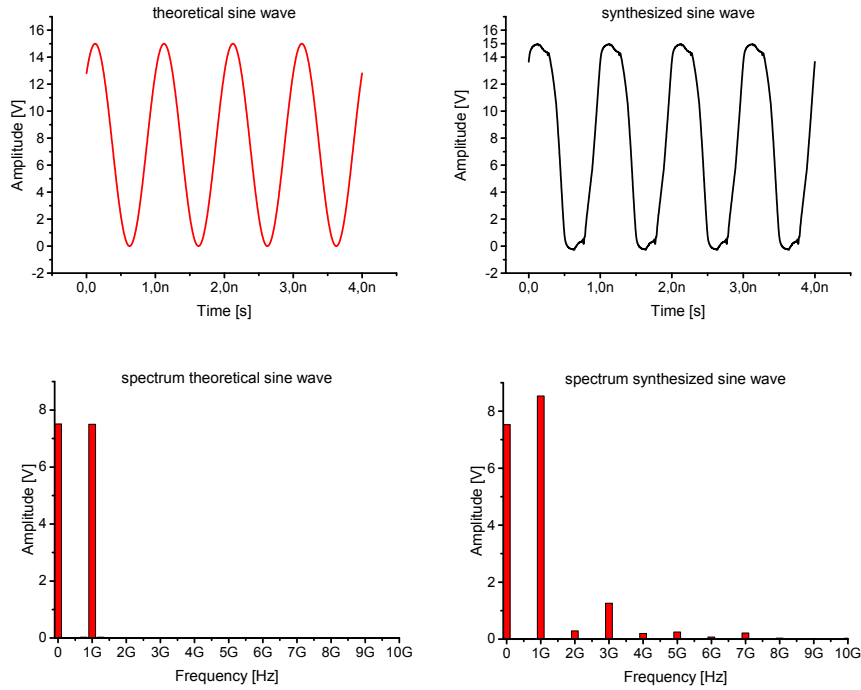 theoretical sine wave
16
14
12
10
8
6
4
2
0
-2
Amplitude [V]
0,0
1,0n
2,0n
3,0n
4,0n
Time [s]
synthesized sine wave
16
15
14
12
10
8
6
4
2
0
-2
Amplitude [V]
0,0
1,0n
2,0n
3,0n
4,0n
Time [s]
spectrum theoretical sine wave
8
6
4
2
0
Amplitude [V]
0
1G
2G
3G
4G
5G
6G
7G
8G
9G
10G
Frequency [Hz]
spectrum synthesized sine wave
8
6
4
2
0
Amplitude [V]
0
1G
2G
3G
4G
5G
6G
7G
8G
9G
10G
Frequency [Hz]